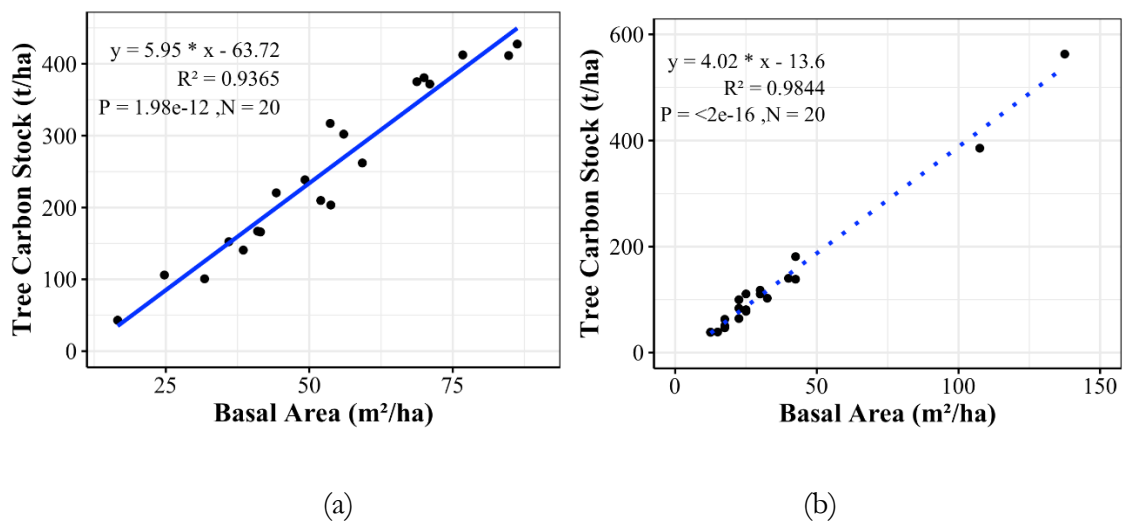 y = 5.95 * x - 63.72
R² = 0.9365
P = 1.98e-12 ,N = 20
Tree Carbon Stock (t/ha)
400
300
200
100
0
25 50 75
Basal Area (m²/ha)
(a)
y = 4.02 * x - 13.6
R² = 0.9844
P = <2e-16 ,N = 20
Tree Carbon Stock (t/ha)
600
400
200
0
0 50 100 150
Basal Area (m²/ha)
(b)